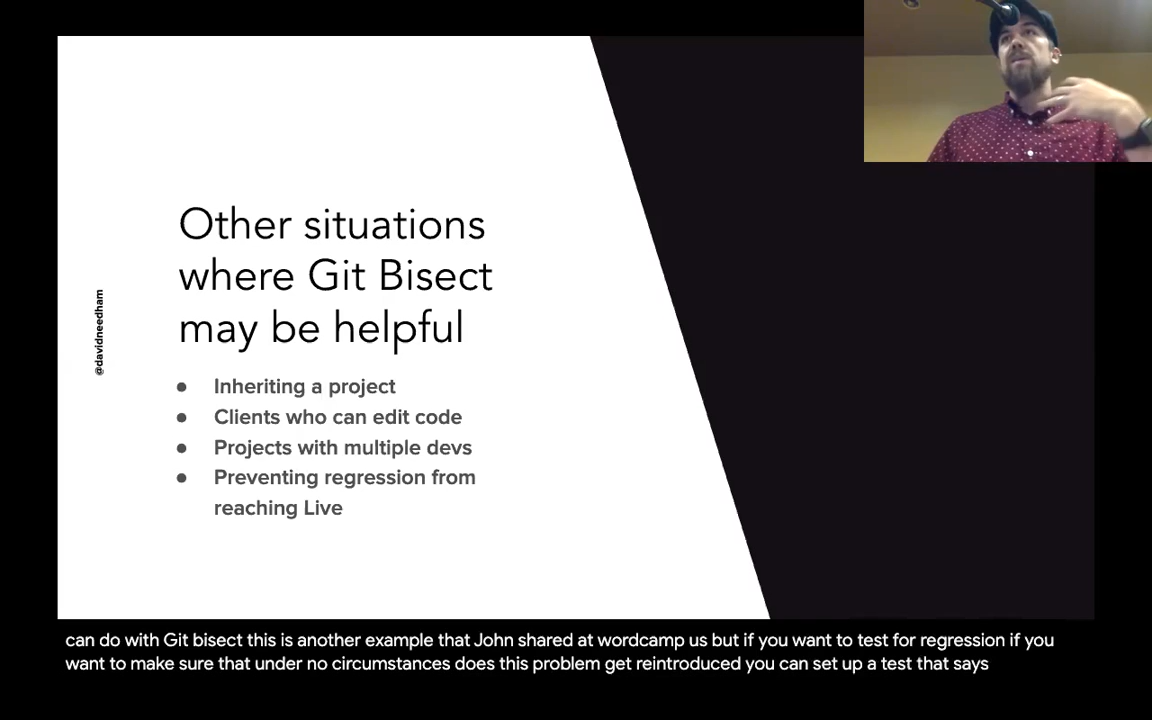 Other situations
where Git Bisect
may be helpful
@davidneedham
● Inheriting a project
● Clients who can edit code
● Projects with multiple devs
● Preventing regression from
reaching Live
can do with Git bisect this is another example that John shared at wordcamp us but if you want to test for regression if you
want to make sure that under no circumstances does this problem get reintroduced you can set up a test that says